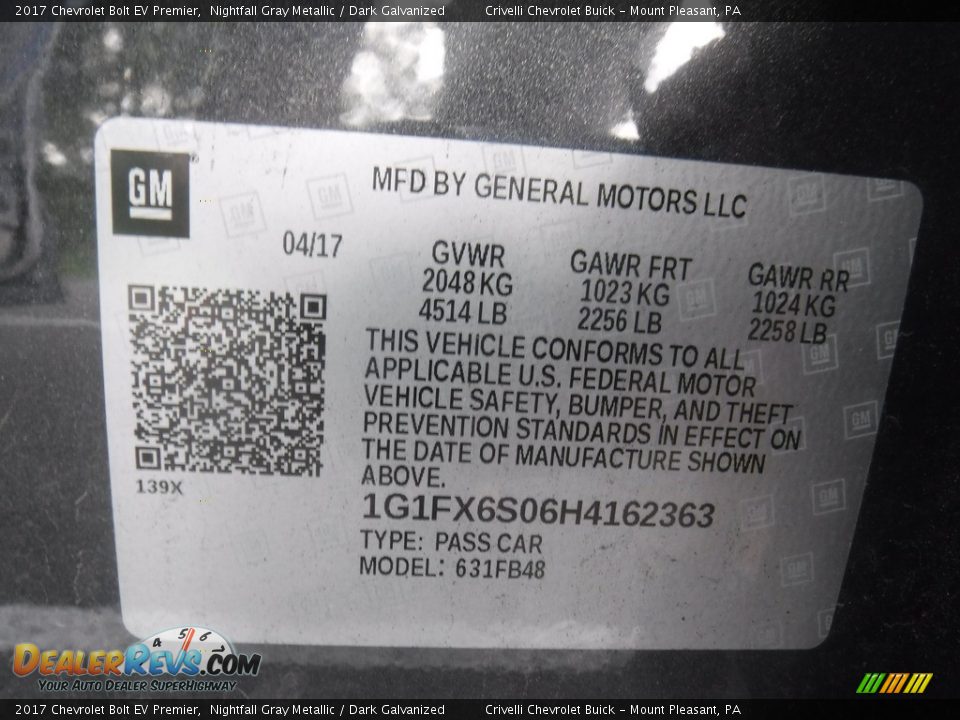 2017 Chevrolet Bolt EV Premier, Nightfall Gray Metallic / Dark Galvanized Crivelli Chevrolet Buick - Mount Pleasant, PA
GM
MFD BY GENERAL MOTORS LLC
04/17
GVWR GAWR FRT GAWR RR
2048 KG 1023 KG 1024 KG
4514 LB 2256 LB 2258 LB
THIS VEHICLE CONFORMS TO ALL
APPLICABLE U.S. FEDERAL MOTOR
VEHICLE SAFETY, BUMPER, AND THEFT
PREVENTION STANDARDS IN EFFECT ON
THE DATE OF MANUFACTURE SHOWN
ABOVE.
139X
1G1FX6S06H4162363
TYPE: PASS CAR
MODEL: 631FB48
4 5 6
DealerRevs.com
Your Auto Dealer SuperHighway
2017 Chevrolet Bolt EV Premier, Nightfall Gray Metallic / Dark Galvanized Crivelli Chevrolet Buick - Mount Pleasant, PA